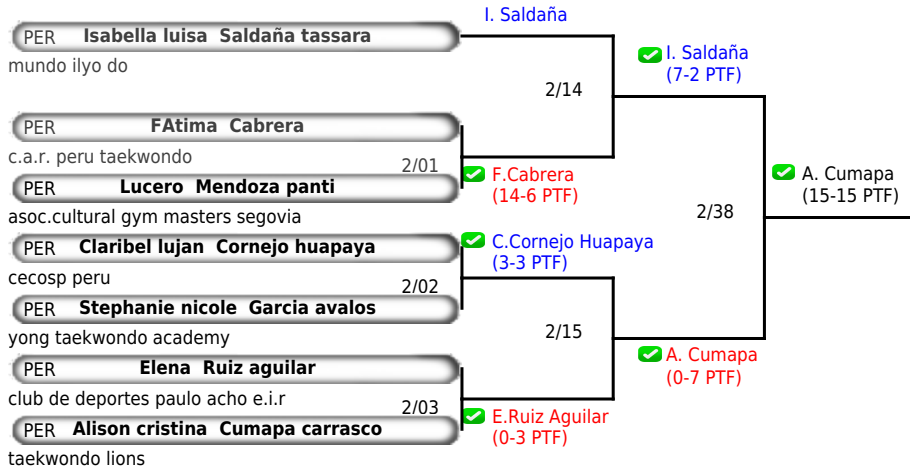 I. Saldaña
PER Isabella luisa Saldaña tassara
mundo ilyo do
I. Saldaña
(7-2 PTF)
2/14
PER FAtima Cabrera
c.a.r. peru taekwondo
2/01
F.Cabrera
(14-6 PTF)
A. Cumapa
(15-15 PTF)
PER Lucero Mendoza panti
asoc.cultural gym masters segovia
2/38
PER Claribel lujan Cornejo huapaya
C.Cornejo Huapaya
(3-3 PTF)
cecosp peru
2/02
PER Stephanie nicole Garcia avalos
yong taekwondo academy
2/15
PER Elena Ruiz aguilar
A. Cumapa
(0-7 PTF)
club de deportes paulo acho e.i.r
2/03
E.Ruiz Aguilar
(0-3 PTF)
PER Alison cristina Cumapa carrasco
taekwondo lions